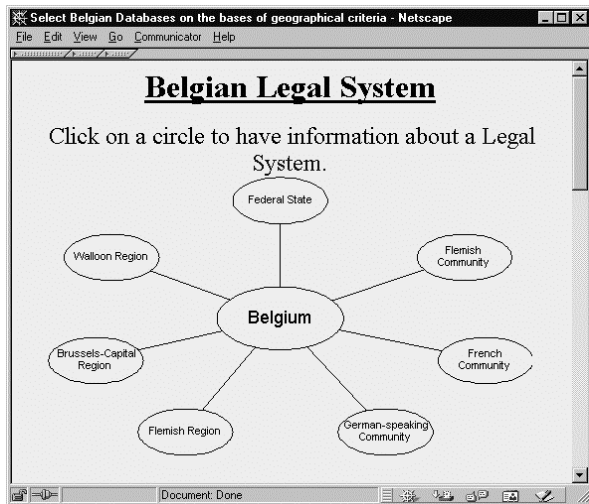 Select Belgian Databases on the bases of geographical criteria - Netscape
File Edit View Go Communicator Help
Belgian Legal System
Click on a circle to have information about a Legal
System.
Federal State
Walloon Region
Flemish
Community
Belgium
Brussels-Capital
Region
French
Community
Flemish Region
German-speaking
Community
Document: Done